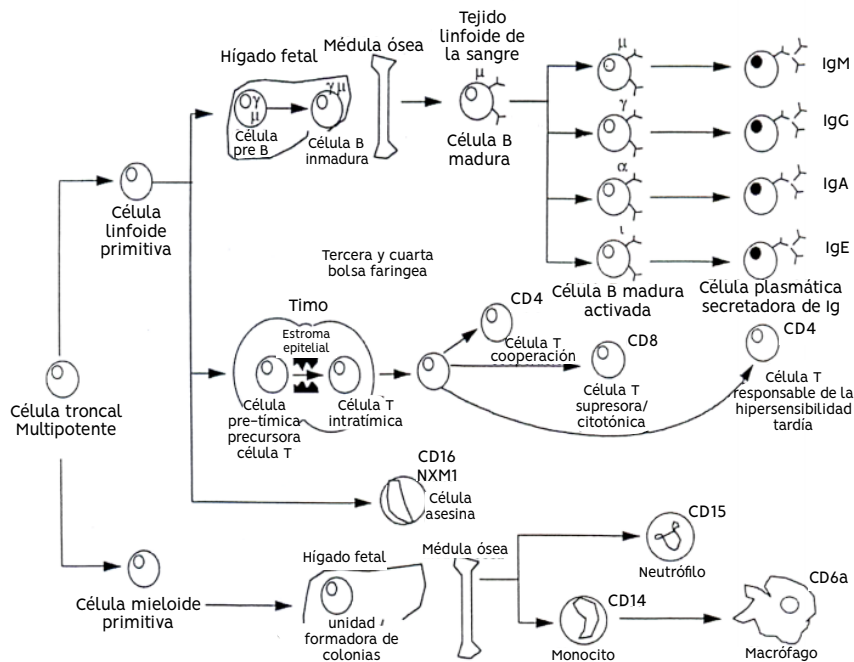 Hígado fetal
Médula ósea
Tejido
linfoide de
la sangre
γ
μ
γ μ
Célula
pre B
Célula B
inmadura
μ
Célula B
madura
μ
γ
α
ι
IgM
IgG
IgA
IgE
Célula B madura
activada
Célula plasmática
secretadora de Ig
Célula
linfoide
primitiva
Tercera y cuarta
bolsa faringea
Timo
Estroma
epitelial
Célula
pre-tímica
precursora
célula T
Célula T
intratímica
CD4
Célula T
cooperación
CD8
Célula T
supresora/
citotónica
CD4
Célula T
responsable de la
hipersensibilidad
tardía
Célula troncal
Multipotente
CD16
NXM1
Célula
asesina
Célula mieloide
primitiva
Hígado fetal
unidad
formadora de
colonias
Médula ósea
CD15
Neutrófilo
CD14
Monocito
CD6a
Macrófago